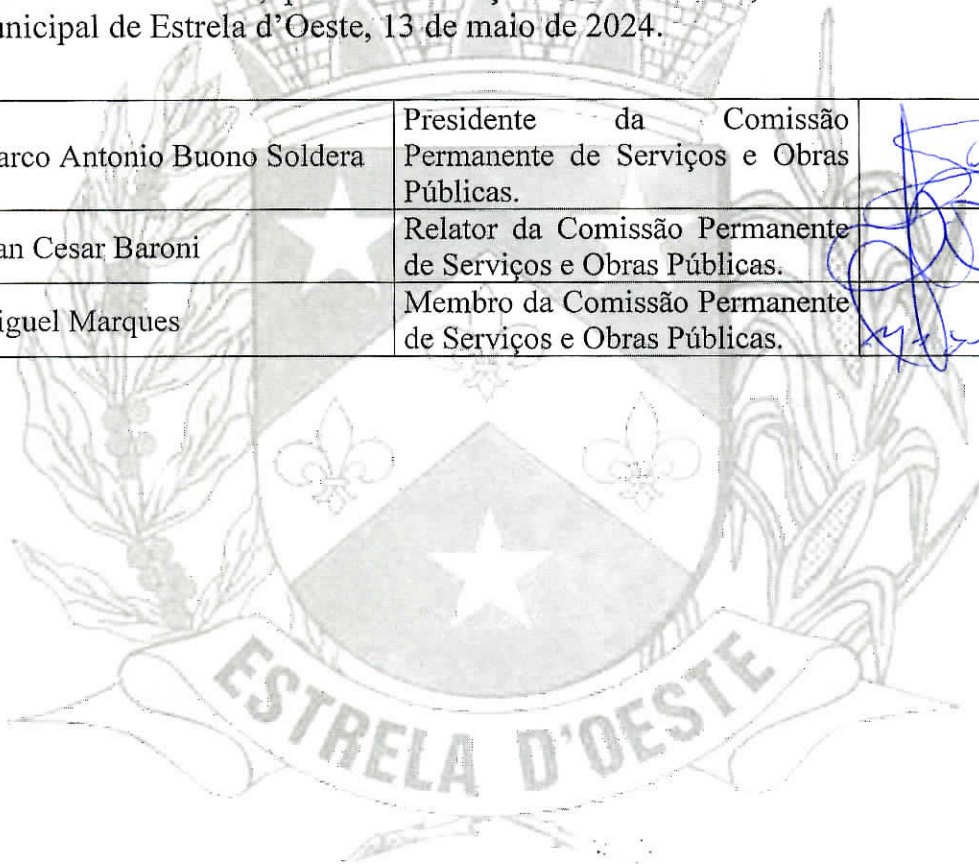 unicipal de Estrela d’Oeste, 13 de maio de 2024.
arco Antonio Buono Soldera
Presidente da Comissão
Permanente de Serviços e Obras
Públicas.
an Cesar Baroni
Relator da Comissão Permanente
de Serviços e Obras Públicas.
iguel Marques
Membro da Comissão Permanente
de Serviços e Obras Públicas.
ESTRELA D'OESTE